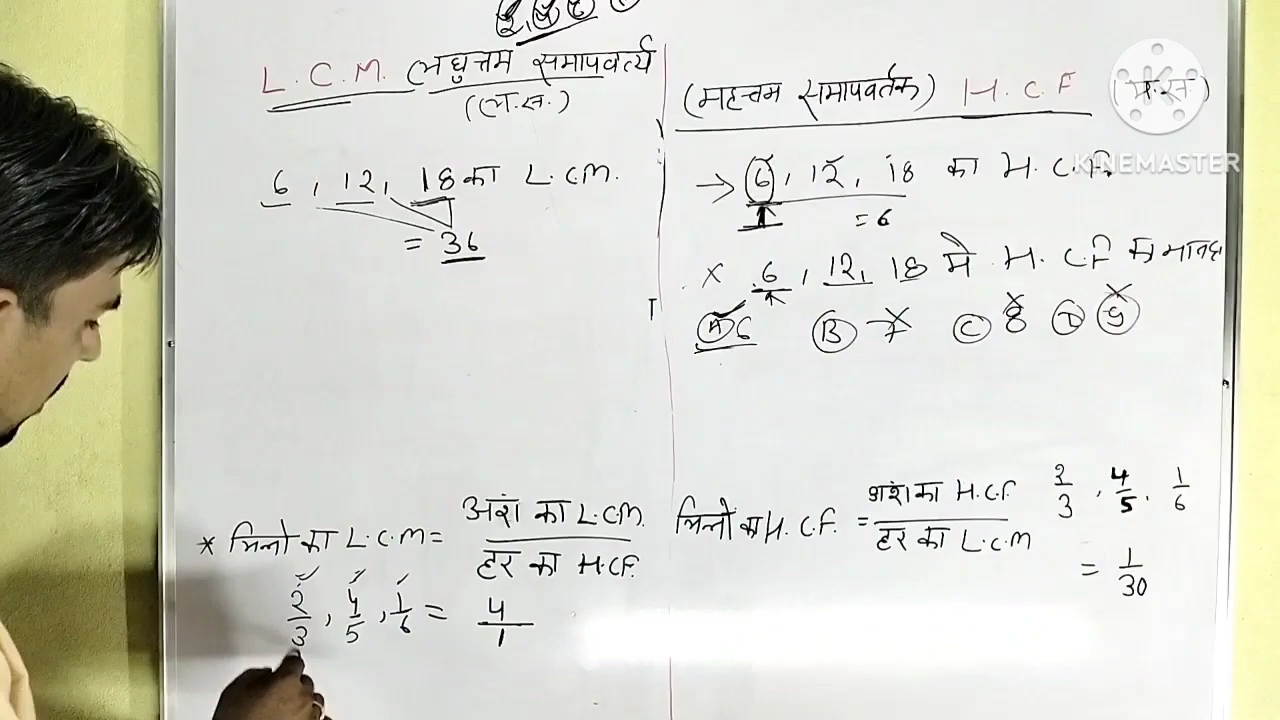 L.C.M. लघुत्तम समापवर्त्य
(ल.स.)
6 , 12, 18 का L.C.M.
= 36
* भिन्नो का L.C.M = अंश का L.C.M. / हर का H.C.F.
2/3 , 4/5 , 1/6 = 4/1
(महत्तम समापवर्तक) H.C.F (म.स.)
KINEMASTER
→ 6, 12, 18 का H.C.F.
= 6
× 6, 12, 18 मे H. C.F का मान
A 6 B 7 C 8 D 9
भिन्नो का H.C.F. = अंश का H.C.F. / हर का L.C.M
2/3 , 4/5 , 1/6
= 1/30